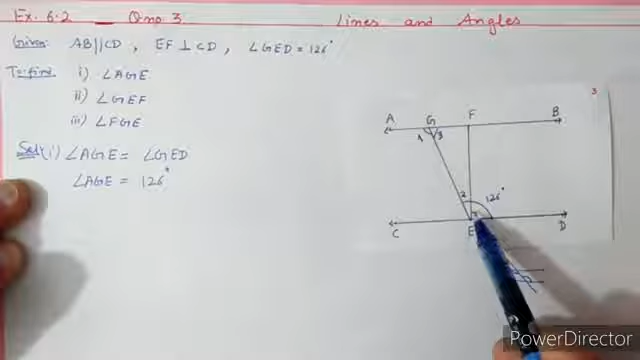 Ex. 6.2 Qno 3 Lines and Angles
Given: AB||CD, EF ⊥ CD, ∠GED = 126°
To find: i) ∠AGE
ii) ∠GEF
iii) ∠FGE
Sol: (i) ∠AGE = ∠GED
∠AGE = 126°
3
A G F B
1 3
2 126°
C E D
PowerDirector